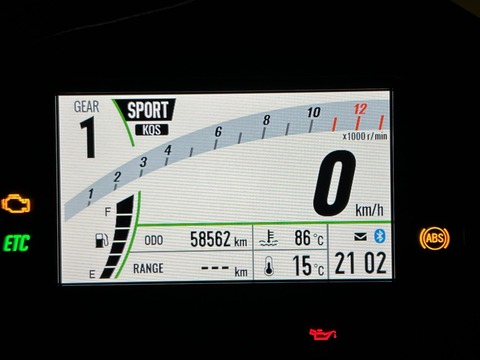 GEAR
1
SPORT
KQS
1 2 3 4 6 8 10 12
x1000 r/min
0
km/h
F
E
ETC
ABS
ODO 58562 km
86 °C
RANGE --- km
15 °C
21 02